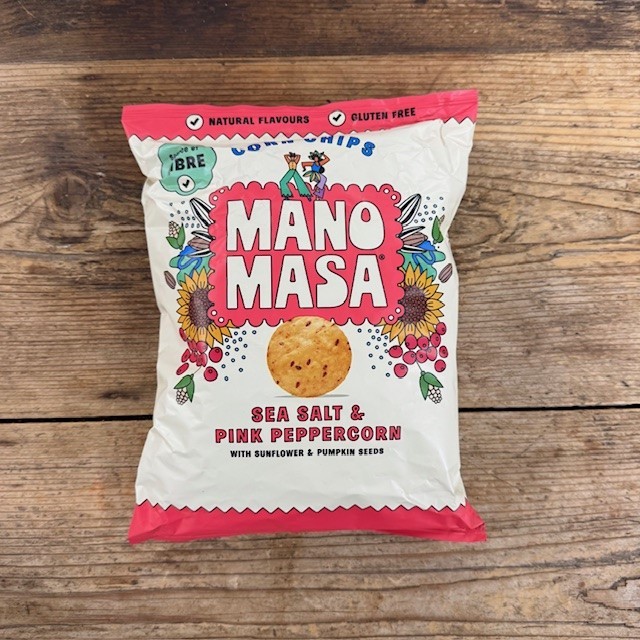 NATURAL FLAVOURS GLUTEN FREE
CORN CHIPS
MANO
MASA®
SEA SALT &
PINK PEPPERCORN
WITH SUNFLOWER & PUMPKIN SEEDS